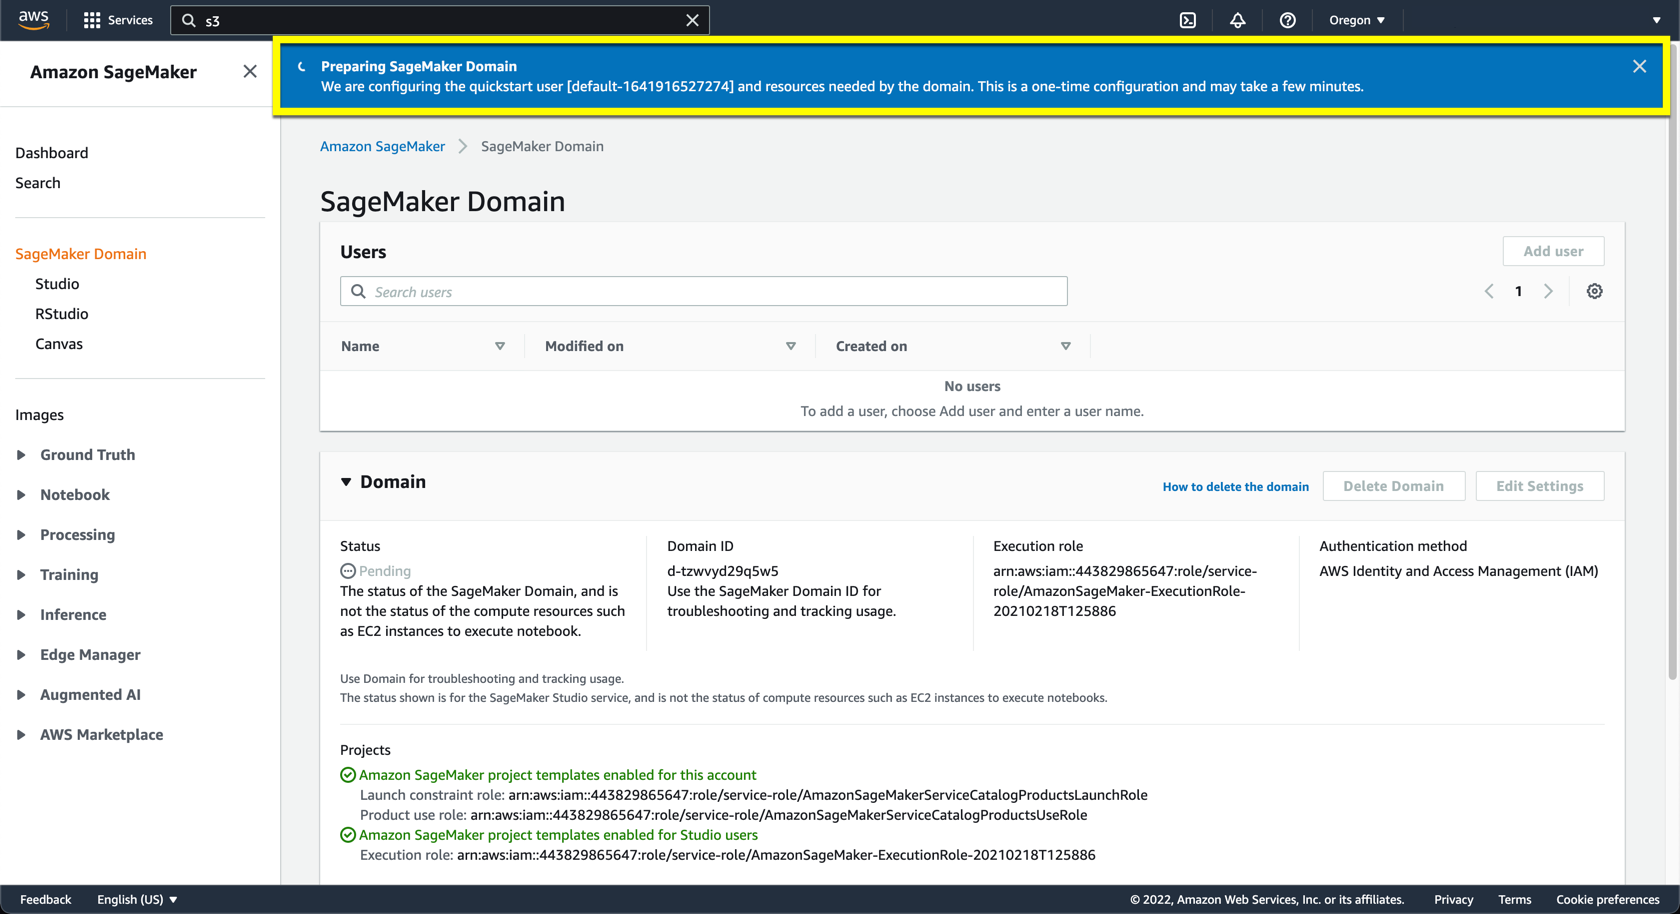 aws
Services
s3
Oregon
Amazon SageMaker
Preparing SageMaker Domain
We are configuring the quickstart user [default-1641916527274] and resources needed by the domain. This is a one-time configuration and may take a few minutes.
Dashboard
Search
SageMaker Domain
Studio
RStudio
Canvas
Images
Ground Truth
Notebook
Processing
Training
Inference
Edge Manager
Augmented AI
AWS Marketplace
Amazon SageMaker
SageMaker Domain
SageMaker Domain
Users
Add user
Search users
1
Name
Modified on
Created on
No users
To add a user, choose Add user and enter a user name.
Domain
How to delete the domain
Delete Domain
Edit Settings
Status
Pending
The status of the SageMaker Domain, and is
not the status of the compute resources such
as EC2 instances to execute notebook.
Domain ID
d-tzwvyd29q5w5
Use the SageMaker Domain ID for
troubleshooting and tracking usage.
Execution role
arn:aws:iam::443829865647:role/service-
role/AmazonSageMaker-ExecutionRole-
20210218T125886
Authentication method
AWS Identity and Access Management (IAM)
Use Domain for troubleshooting and tracking usage.
The status shown is for the SageMaker Studio service, and is not the status of compute resources such as EC2 instances to execute notebooks.
Projects
Amazon SageMaker project templates enabled for this account
Launch constraint role: arn:aws:iam::443829865647:role/service-role/AmazonSageMakerServiceCatalogProductsLaunchRole
Product use role: arn:aws:iam::443829865647:role/service-role/AmazonSageMakerServiceCatalogProductsUseRole
Amazon SageMaker project templates enabled for Studio users
Execution role: arn:aws:iam::443829865647:role/service-role/AmazonSageMaker-ExecutionRole-20210218T125886
Feedback
English (US)
© 2022, Amazon Web Services, Inc. or its affiliates.
Privacy
Terms
Cookie preferences